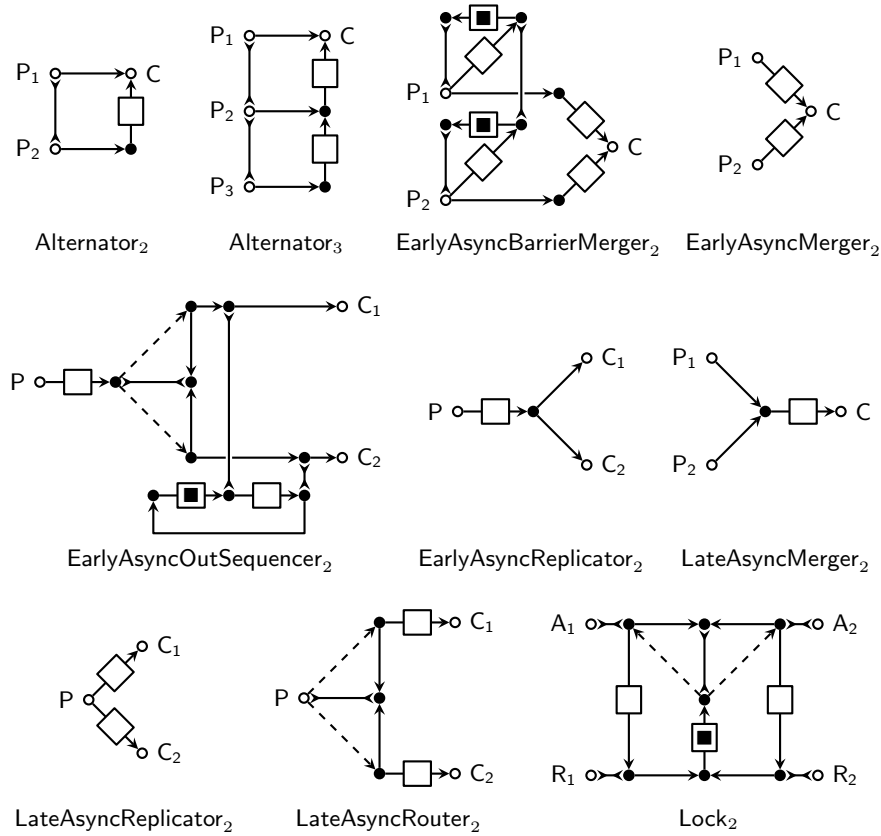 P₁ C P₁ C P₁ P₁
P₂ P₂ C C
P₃ P₂ P₂
Alternator₂ Alternator₃ EarlyAsyncBarrierMerger₂ EarlyAsyncMerger₂
C₁
P C₁ P₁
P C
C₂ C₂ P₂
EarlyAsyncOutSequencer₂ EarlyAsyncReplicator₂ LateAsyncMerger₂
C₁ C₁ A₁ A₂
P P
C₂ C₂ R₁ R₂
LateAsyncReplicator₂ LateAsyncRouter₂ Lock₂